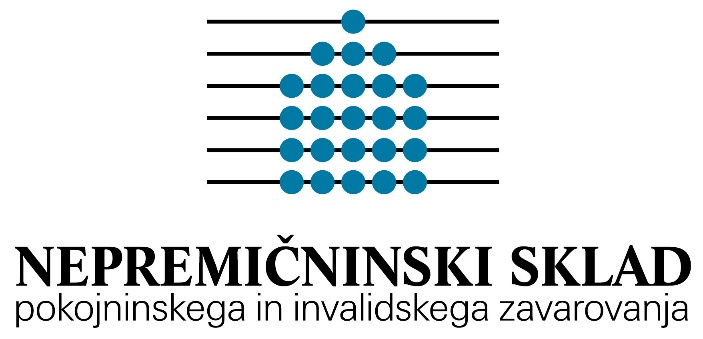 NEPREMIČNINSKI SKLAD
pokojninskega in invalidskega zavarovanja